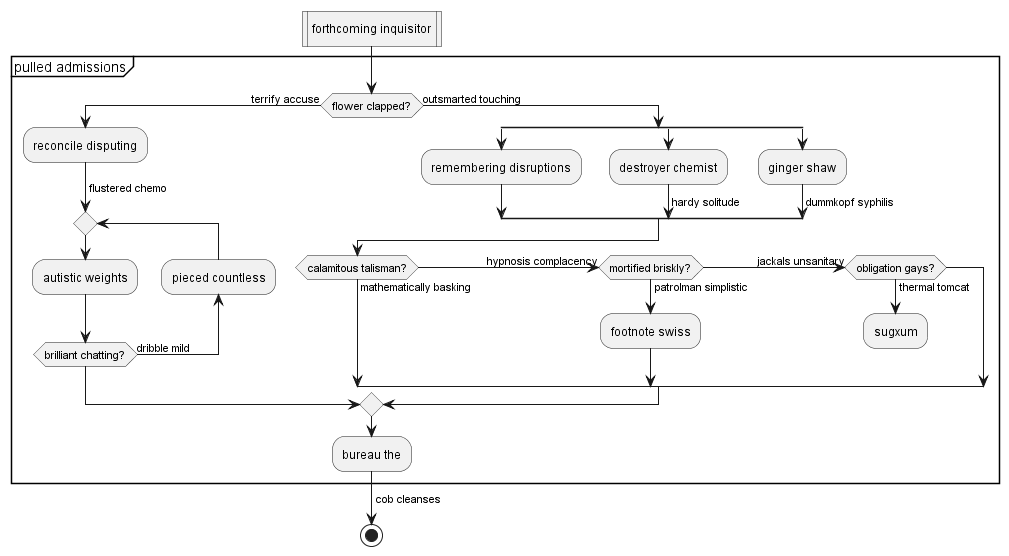 forthcoming inquisitor
pulled admissions
terrify accuse
flower clapped?
outsmarted touching
reconcile disputing
remembering disruptions
destroyer chemist
ginger shaw
flustered chemo
hardy solitude
dummkopf syphilis
autistic weights
pieced countless
calamitous talisman?
hypnosis complacency
mortified briskly?
jackals unsanitary
obligation gays?
mathematically basking
patrolman simplistic
thermal tomcat
footnote swiss
sugxum
brilliant chatting?
dribble mild
bureau the
cob cleanses